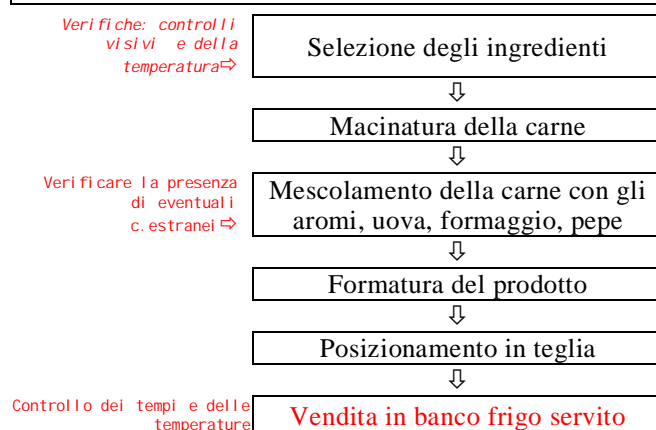 Verifiche: controlli
visivi e della
temperatura⇨
Selezione degli ingredienti
⇩
Macinatura della carne
⇩
Verificare la presenza
di eventuali
c.estranei ⇨
Mescolamento della carne con gli
aromi, uova, formaggio, pepe
⇩
Formatura del prodotto
⇩
Posizionamento in teglia
⇩
Controllo dei tempi e delle
temperature
Vendita in banco frigo servito